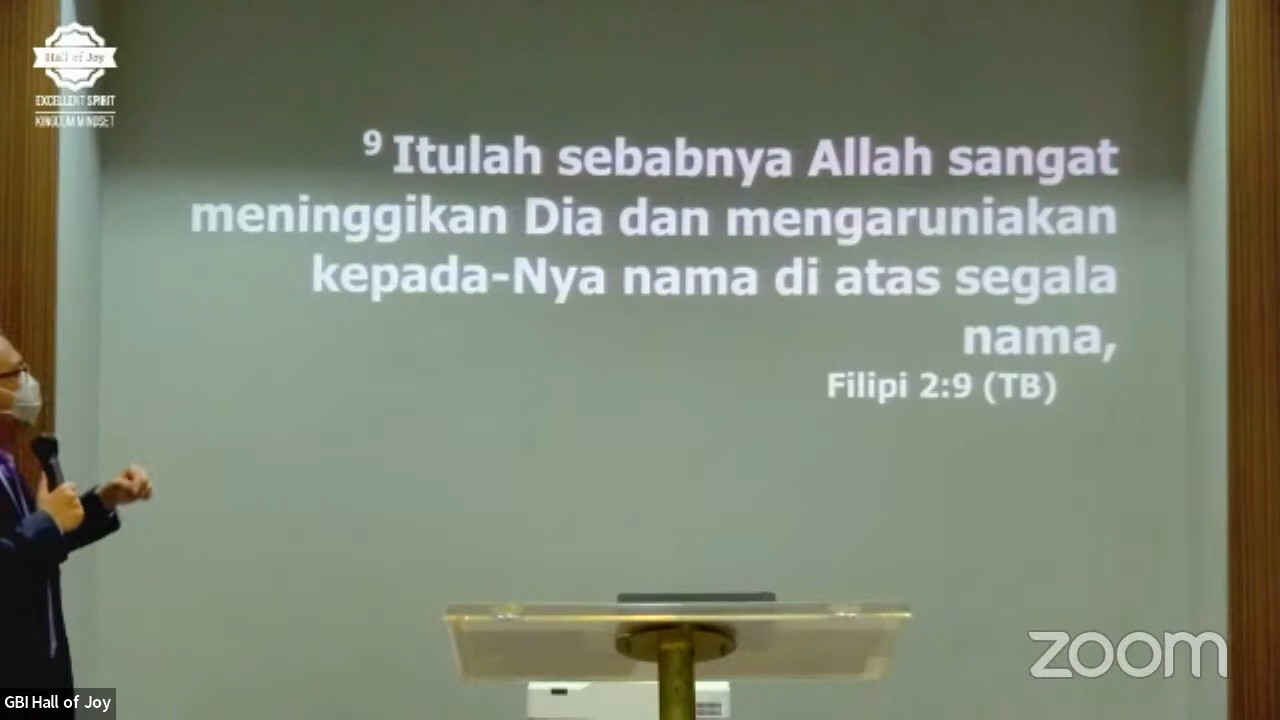 Hall of Joy
EXCELLENT SPIRIT
KINGDOM MINDSET
9 Itulah sebabnya Allah sangat
meninggikan Dia dan mengaruniakan
kepada-Nya nama di atas segala
nama,
Filipi 2:9 (TB)
zoom
GBI Hall of Joy